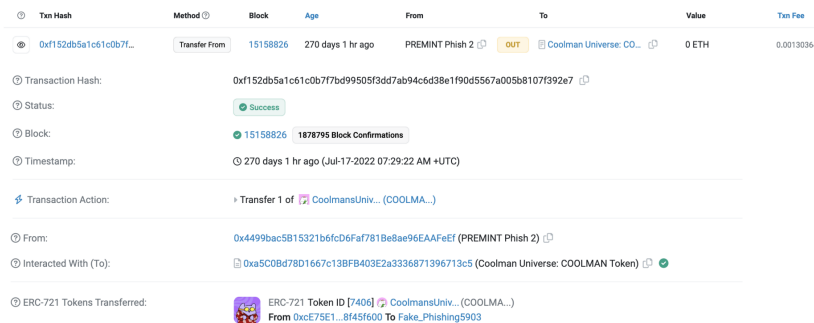 Txn Hash Method Block Age From To Value Txn Fee
0xf152db5a1c61c0b7f... Transfer From 15158826 270 days 1 hr ago PREMINT Phish 2 OUT Coolman Universe: CO... 0 ETH 0.0013036
Transaction Hash: 0xf152db5a1c61c0b7f7bd99505f3dd7ab94c6d38e1f90d5567a005b8107f392e7
Status: Success
Block: 15158826 1878795 Block Confirmations
Timestamp: 270 days 1 hr ago (Jul-17-2022 07:29:22 AM +UTC)
Transaction Action: Transfer 1 of CoolmansUniv... (COOLMA...)
From: 0x4499bac5B15321b6fcD6Faf781Be8ae96EAAFeEf (PREMINT Phish 2)
Interacted With (To): 0xa5C0Bd78D1667c13BFB403E2a3336871396713c5 (Coolman Universe: COOLMAN Token)
ERC-721 Tokens Transferred: ERC-721 Token ID [7406] CoolmansUniv... (COOLMA...)
From 0xcE75E1...8f45f600 To Fake_Phishing5903